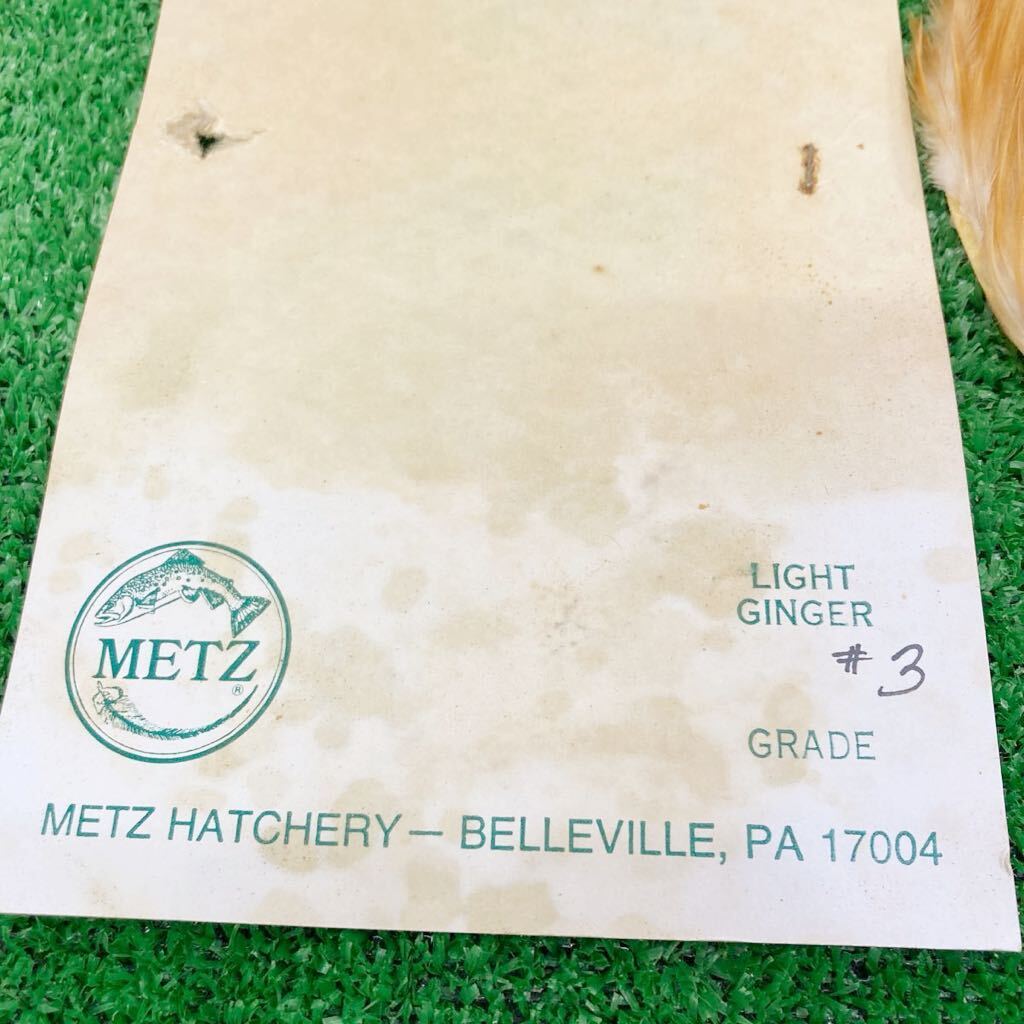 METZ
®
LIGHT
GINGER
# 3
GRADE
METZ HATCHERY — BELLEVILLE, PA 17004